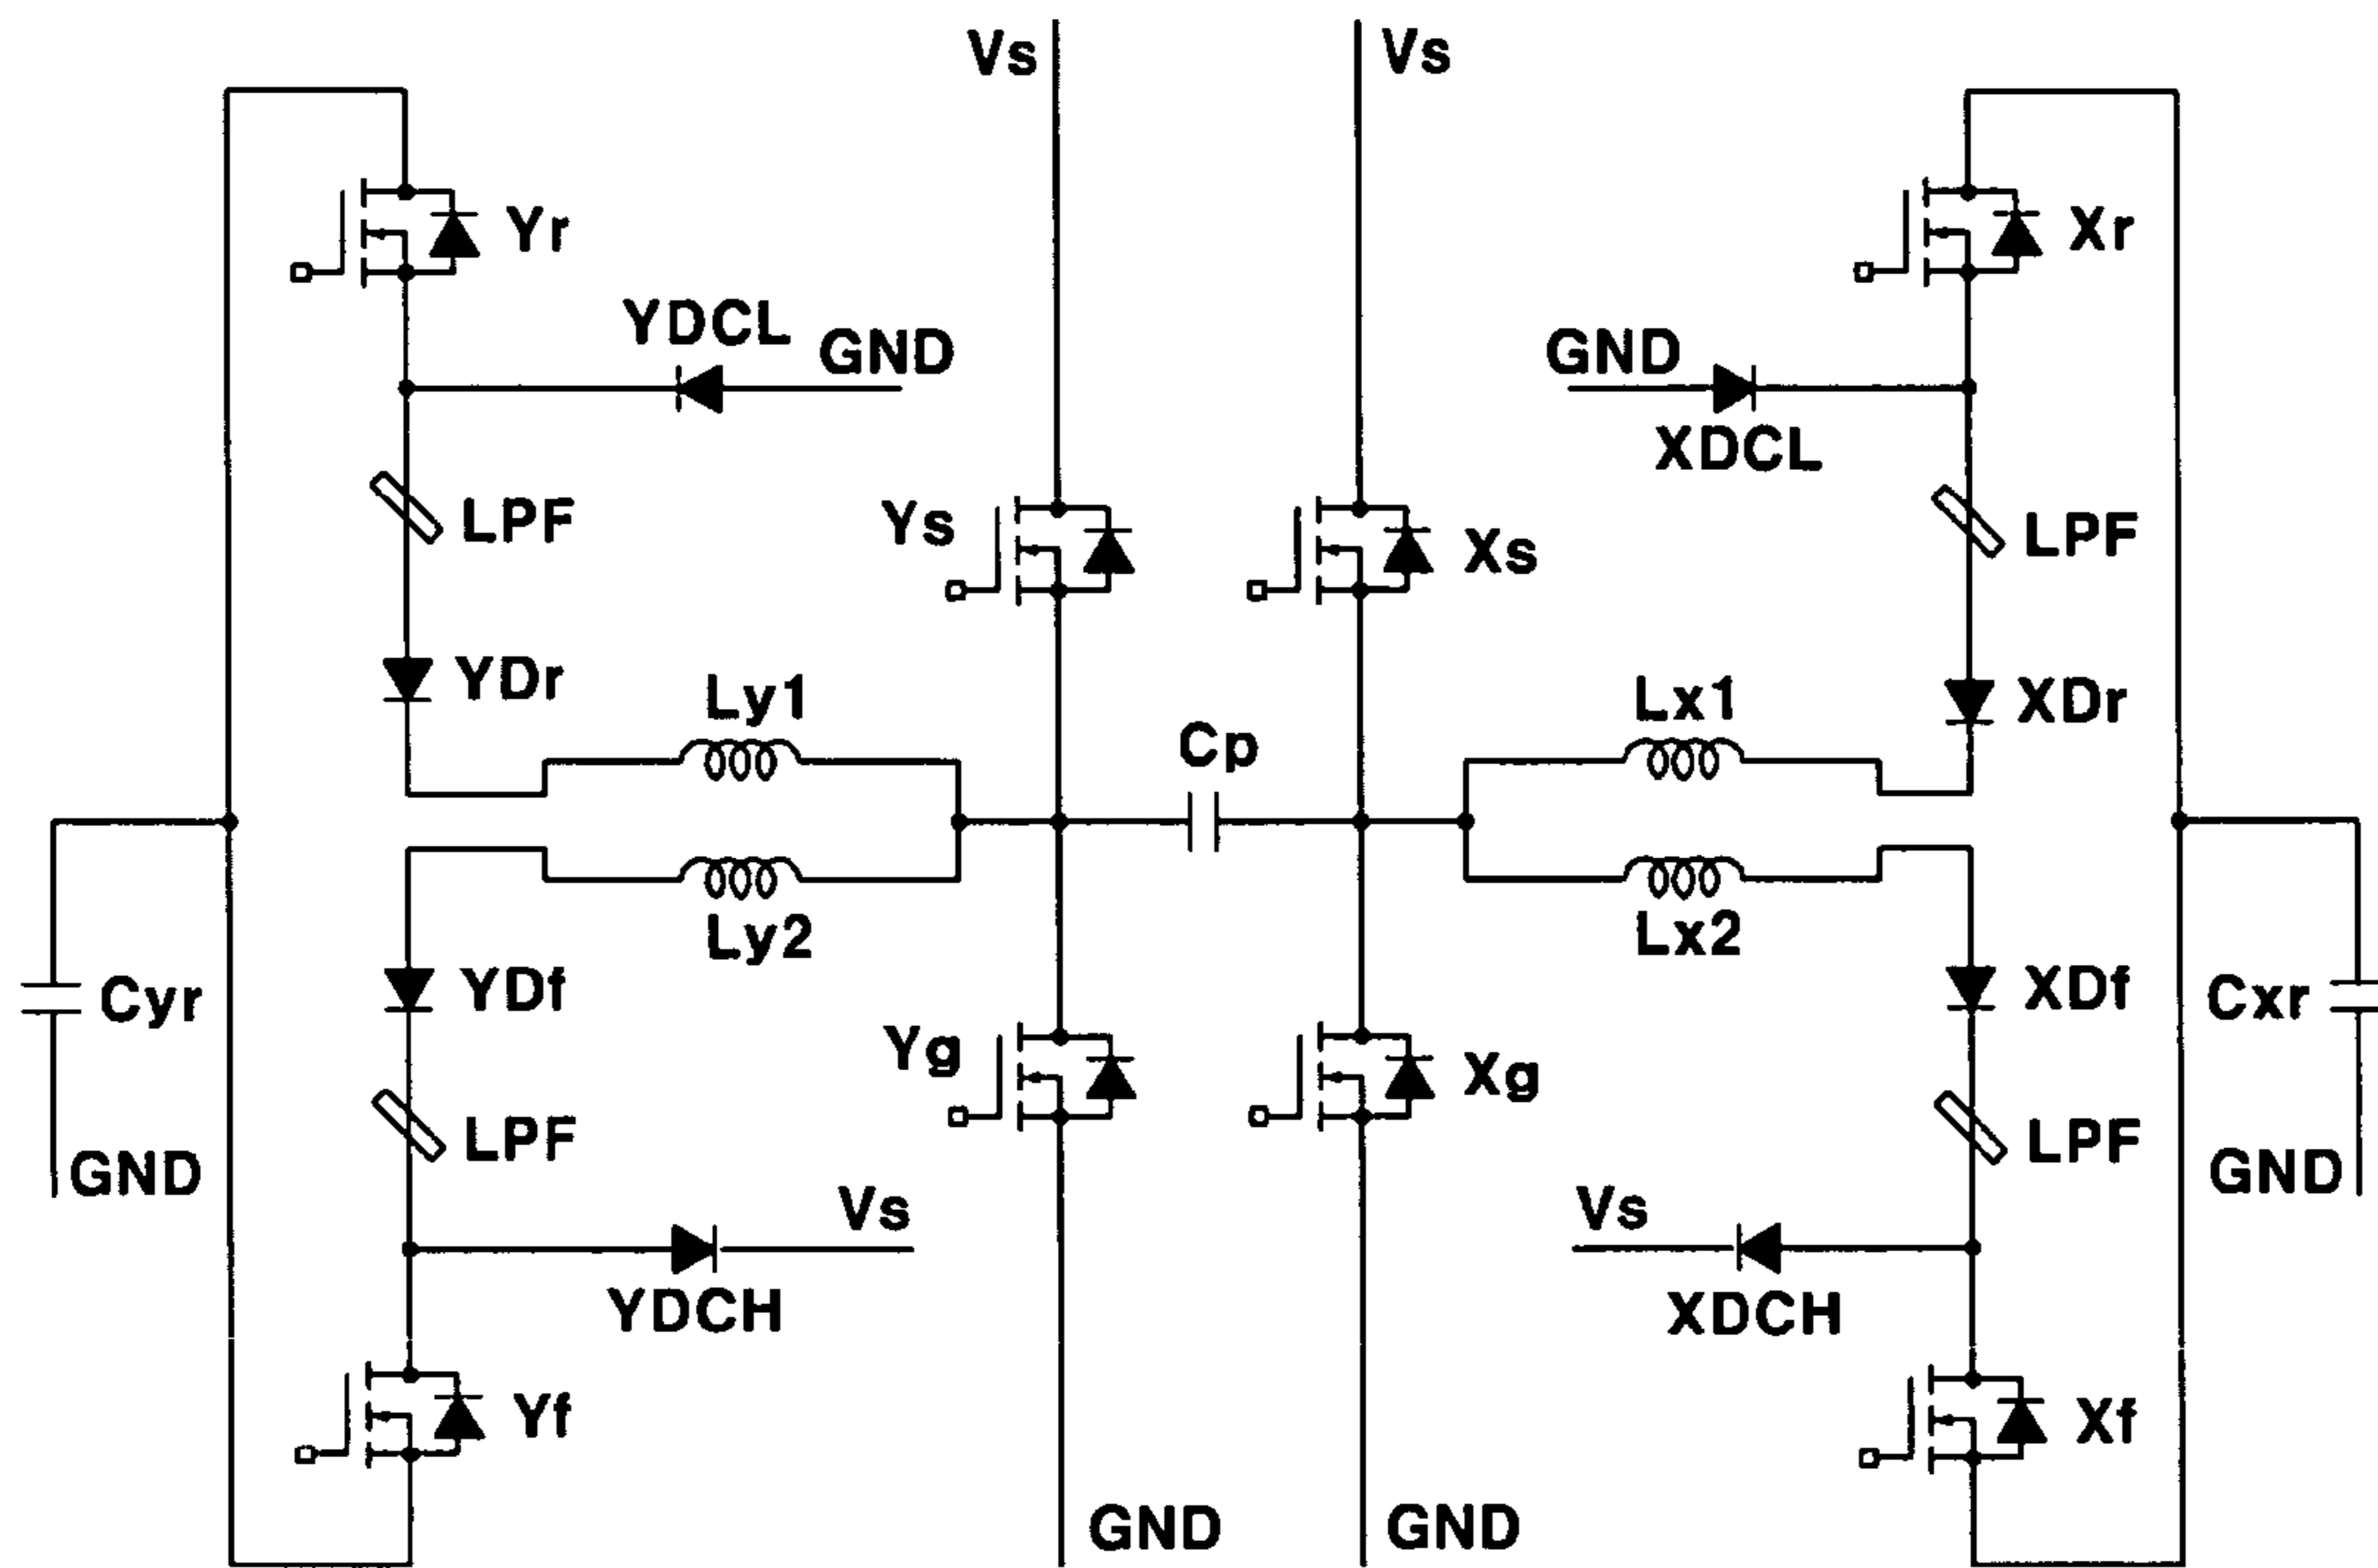 Vs
Vs
Yr
Xr
YDCL
GND
GND
XDCL
LPF
Ys
Xs
LPF
YDr
Ly1
Cp
Lx1
XDr
Ly2
Lx2
Cyr
YDf
Yg
Xg
XDf
Cxr
LPF
LPF
GND
Vs
Vs
GND
YDCH
XDCH
Yf
Xf
GND
GND